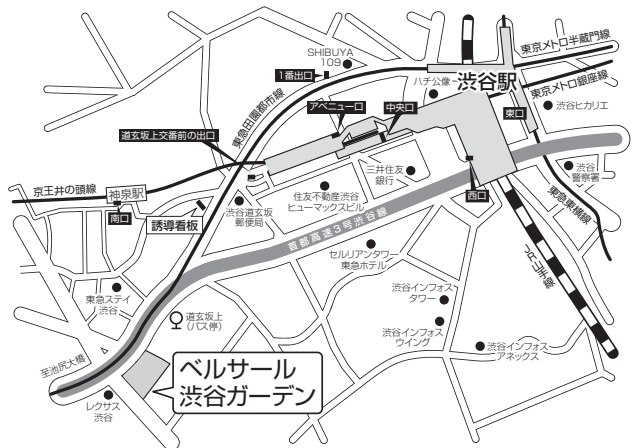 東京メトロ半蔵門線
SHIBUYA
109
1番出口
ハチ公像
渋谷駅
東京メトロ銀座線
アベニュー口
中央口
東口
渋谷ヒカリエ
東急田園都市線
道玄坂上交番前の出口
三井住友
銀行
渋谷
警察署
京王井の頭線
神泉駅
南口
誘導看板
渋谷道玄坂
郵便局
住友不動産渋谷
ヒューマックスビル
西口
東急東横線
首都高速3号渋谷線
JR山手線
セルリアンタワー
東急ホテル
東急ステイ
渋谷
道玄坂上
(バス停)
渋谷インフォス
タワー
渋谷インフォス
ウイング
渋谷インフォス
アネックス
至池尻大橋
ベルサール
渋谷ガーデン
レクサス
渋谷